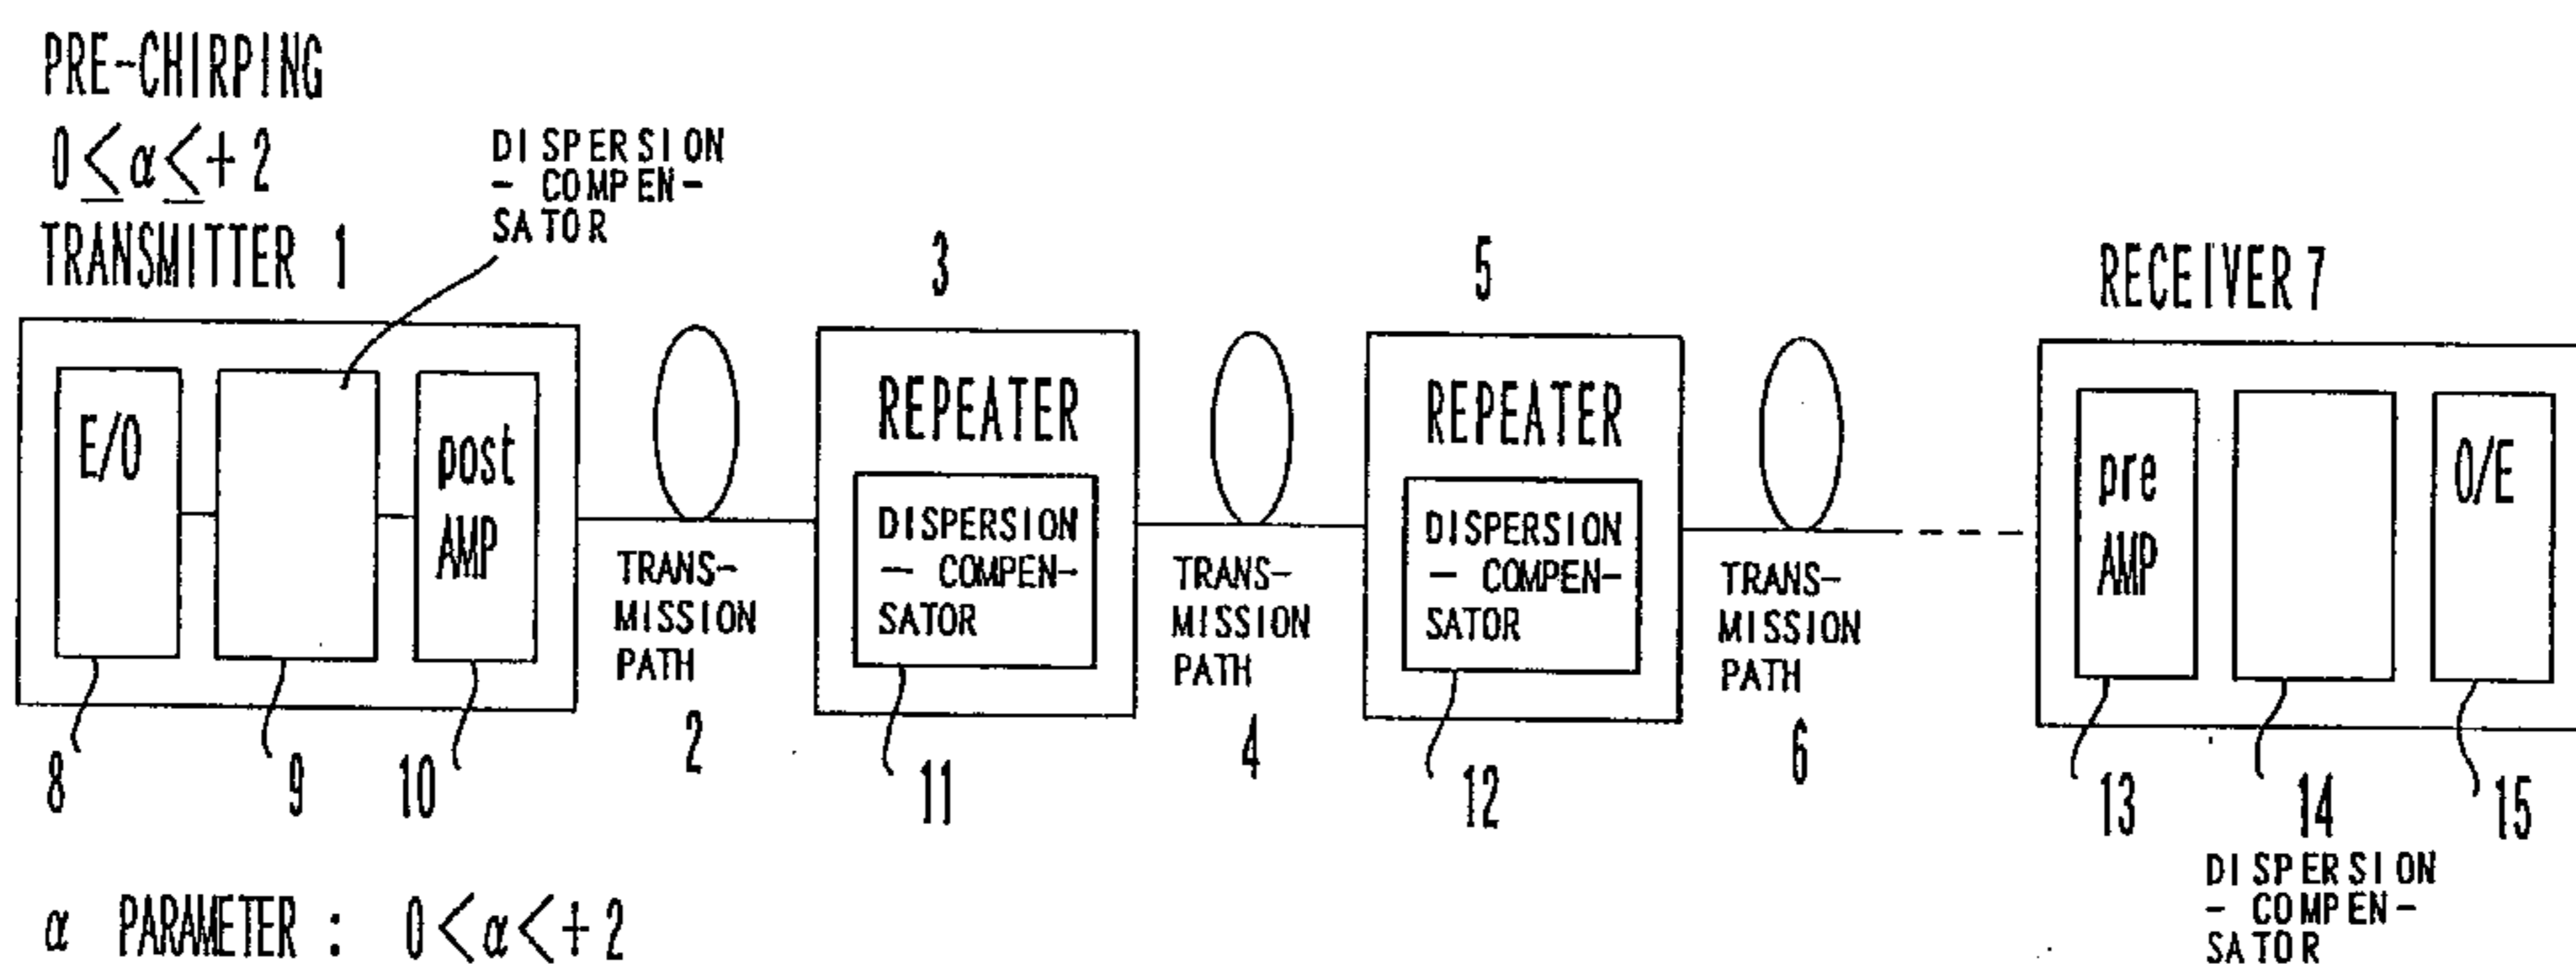 PRE-CHIRPING
0≤α≤+2
TRANSMITTER 1
DISPERSION
- COMPEN-
SATOR
3
5
RECEIVER 7
E/O
post
AMP
TRANS-
MISSION
PATH
2
REPEATER
DISPERSION
- COMPEN-
SATOR
TRANS-
MISSION
PATH
4
REPEATER
DISPERSION
- COMPEN-
SATOR
TRANS-
MISSION
PATH
6
pre
AMP
O/E
8
9
10
11
12
13
14
15
DISPERSION
- COMPEN-
SATOR
α PARAMETER : 0<α<+2